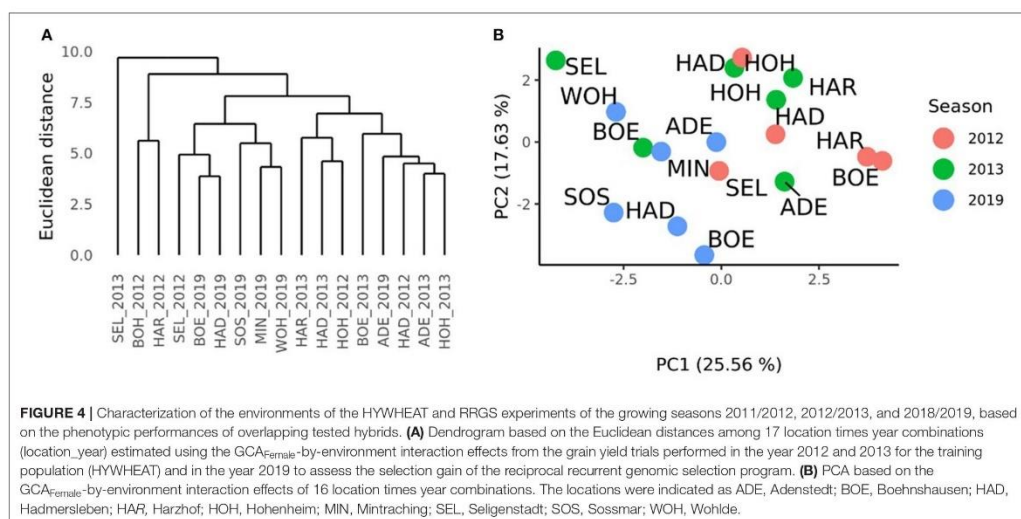 A
10.0
7.5
5.0
2.5
0.0
Euclidean distance
SEL_2013
BOH_2012
HAR_2012
SEL_2012
BOE_2019
HAD_2019
SOS_2019
MIN_2019
WOH_2019
HAR_2013
HAD_2013
HOH_2012
BOE_2013
ADE_2019
HAD_2012
ADE_2013
HOH_2013
B
PC2 (17.63 %)
2
0
-2
SEL
HAD HOH
HAR
WOH
HOH
HAD
BOE
ADE
HAR
MIN
SEL
BOE
ADE
SOS
HAD
BOE
-2.5
0.0
2.5
PC1 (25.56 %)
Season
2012
2013
2019
FIGURE 4 | Characterization of the environments of the HYWHEAT and RRGS experiments of the growing seasons 2011/2012, 2012/2013, and 2018/2019, based
on the phenotypic performances of overlapping tested hybrids. (A) Dendrogram based on the Euclidean distances among 17 location times year combinations
(location_year) estimated using the GCAFemale-by-environment interaction effects from the grain yield trials performed in the year 2012 and 2013 for the training
population (HYWHEAT) and in the year 2019 to assess the selection gain of the reciprocal recurrent genomic selection program. (B) PCA based on the
GCAFemale-by-environment interaction effects of 16 location times year combinations. The locations were indicated as ADE, Adenstedt; BOE, Boehnshausen; HAD,
Hadmersleben; HAR, Harzhof; HOH, Hohenheim; MIN, Mintraching; SEL, Seligenstadt; SOS, Sossmar; WOH, Wohlde.